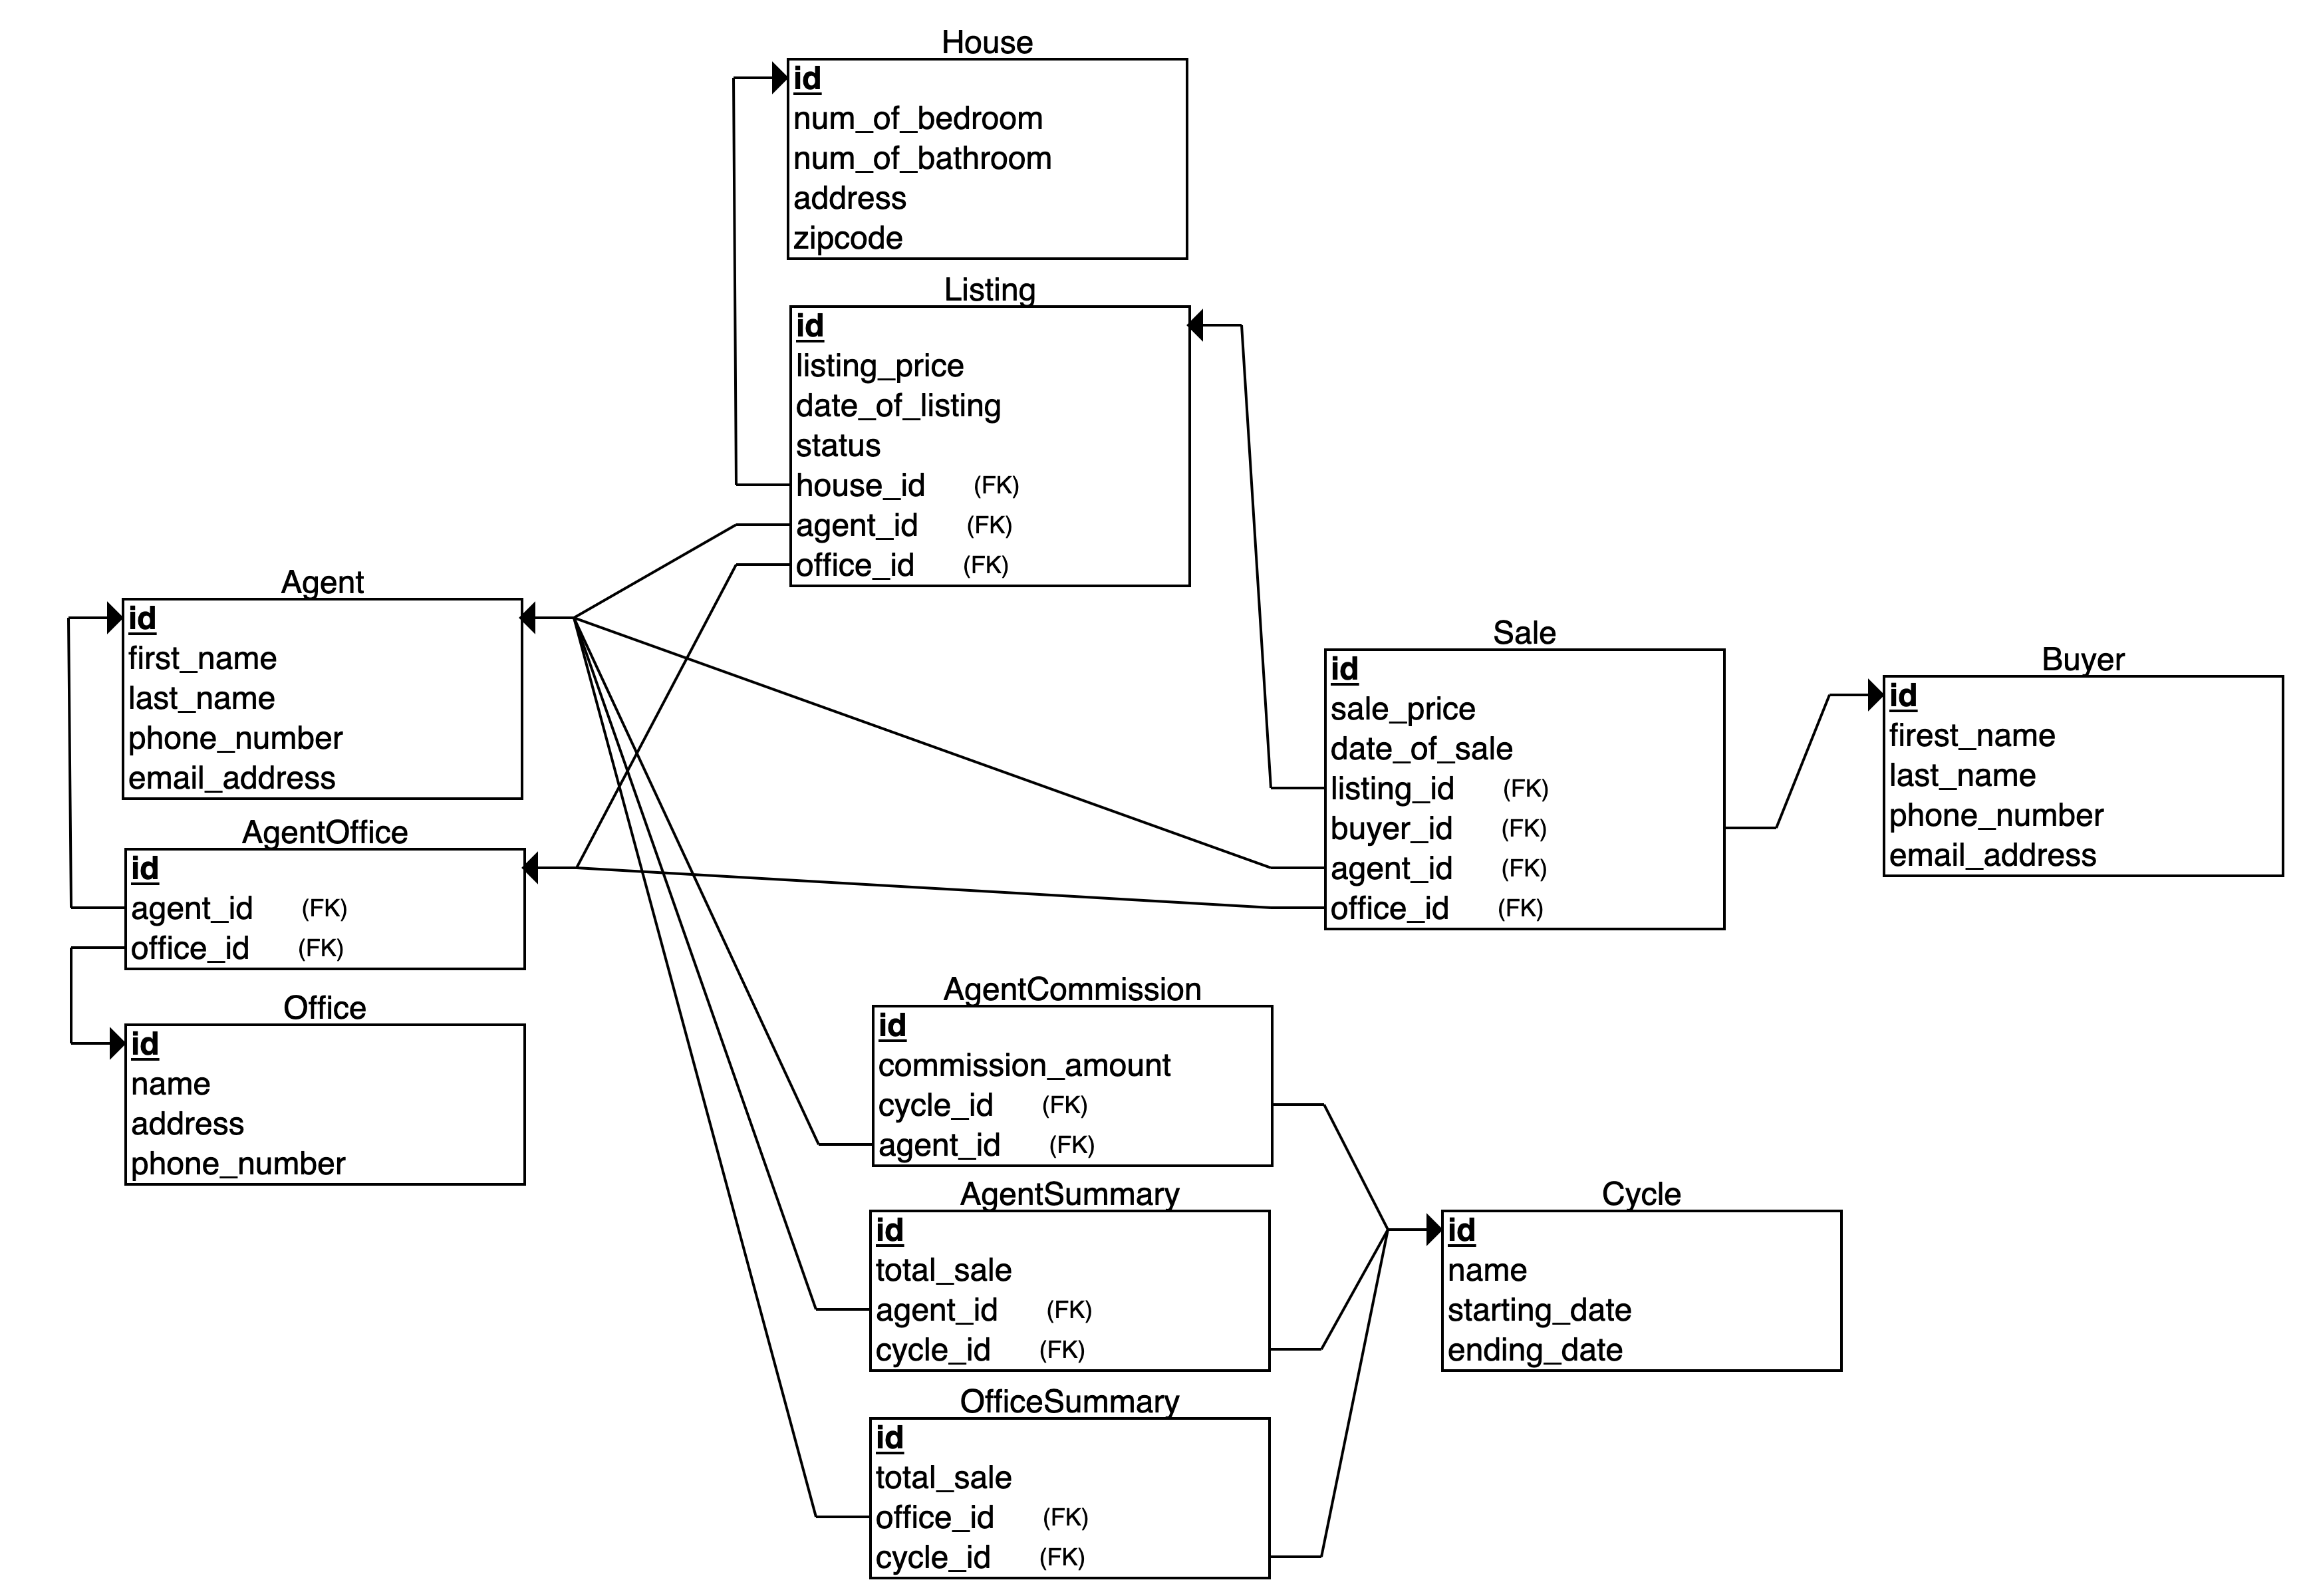 House
id
num_of_bedroom
num_of_bathroom
address
zipcode
Listing
id
listing_price
date_of_listing
status
house_id (FK)
agent_id (FK)
office_id (FK)
Agent
id
first_name
last_name
phone_number
email_address
AgentOffice
id
agent_id (FK)
office_id (FK)
Office
id
name
address
phone_number
Sale
id
sale_price
date_of_sale
listing_id (FK)
buyer_id (FK)
agent_id (FK)
office_id (FK)
Buyer
id
firest_name
last_name
phone_number
email_address
AgentCommission
id
commission_amount
cycle_id (FK)
agent_id (FK)
AgentSummary
id
total_sale
agent_id (FK)
cycle_id (FK)
OfficeSummary
id
total_sale
office_id (FK)
cycle_id (FK)
Cycle
id
name
starting_date
ending_date